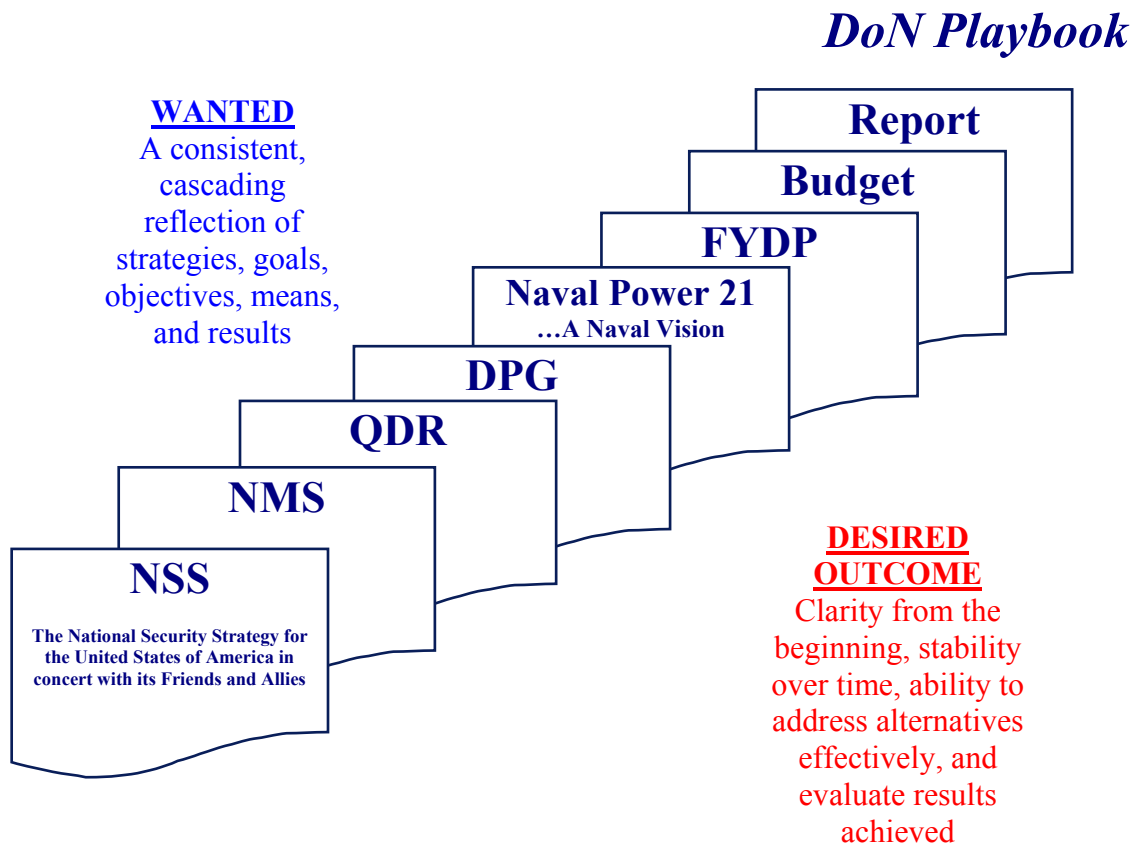 DoN Playbook
WANTED
A consistent,
cascading
reflection of
strategies, goals,
objectives, means,
and results
Report
Budget
FYDP
Naval Power 21
…A Naval Vision
DPG
QDR
NMS
NSS
The National Security Strategy for
the United States of America in
concert with its Friends and Allies
DESIRED
OUTCOME
Clarity from the
beginning, stability
over time, ability to
address alternatives
effectively, and
evaluate results
achieved